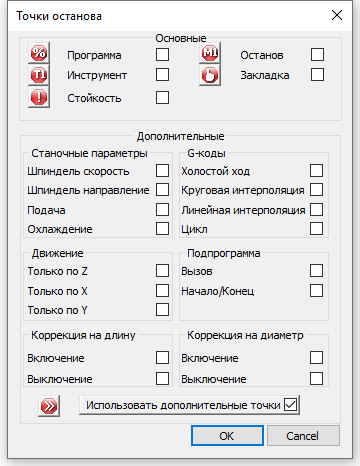 Точки останова
Основные
% Программа M1 Останов
T1 Инструмент Закладка
! Стойкость
Дополнительные
Станочные параметры
Шпиндель скорость
Шпиндель направление
Подача
Охлаждение
G-коды
Холостой ход
Круговая интерполяция
Линейная интерполяция
Цикл
Движение
Только по Z
Только по X
Только по Y
Подпрограмма
Вызов
Начало/Конец
Коррекция на длину
Включение
Выключение
Коррекция на диаметр
Включение
Выключение
Использовать дополнительные точки
OK
Cancel